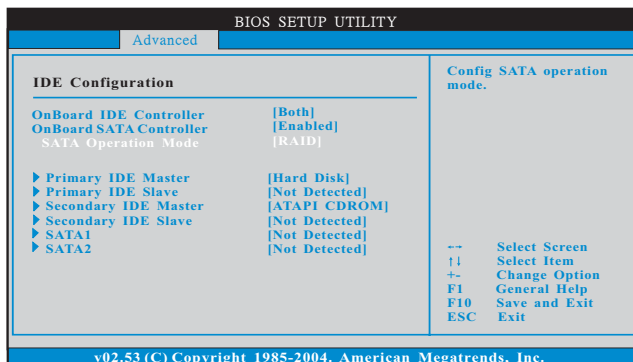 BIOS SETUP UTILITY
Advanced
IDE Configuration
OnBoard IDE Controller [Both]
OnBoard SATA Controller [Enabled]
SATA Operation Mode [RAID]
Primary IDE Master [Hard Disk]
Primary IDE Slave [Not Detected]
Secondary IDE Master [ATAPI CDROM]
Secondary IDE Slave [Not Detected]
SATA1 [Not Detected]
SATA2 [Not Detected]
Config SATA operation
mode.
←→ Select Screen
↑↓ Select Item
+- Change Option
F1 General Help
F10 Save and Exit
ESC Exit
v02.53 (C) Copyright 1985-2004, American Megatrends, Inc.